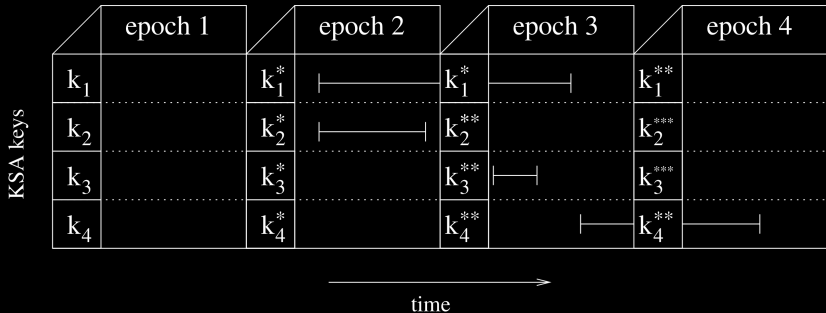 epoch 1 epoch 2 epoch 3 epoch 4
KSA keys
k₁ k₁* k₁* k₁**
k₂ k₂* k₂** k₂***
k₃ k₃* k₃** k₃***
k₄ k₄* k₄** k₄**
time